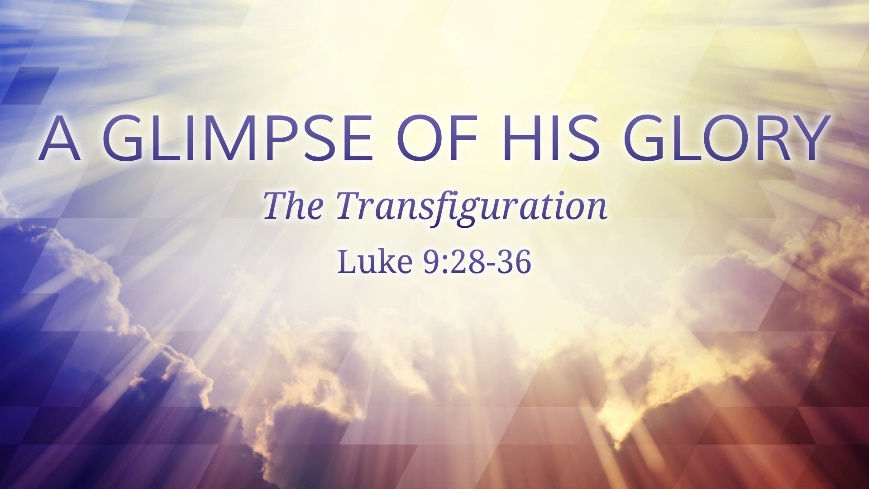 A GLIMPSE OF HIS GLORY
The Transfiguration
Luke 9:28-36